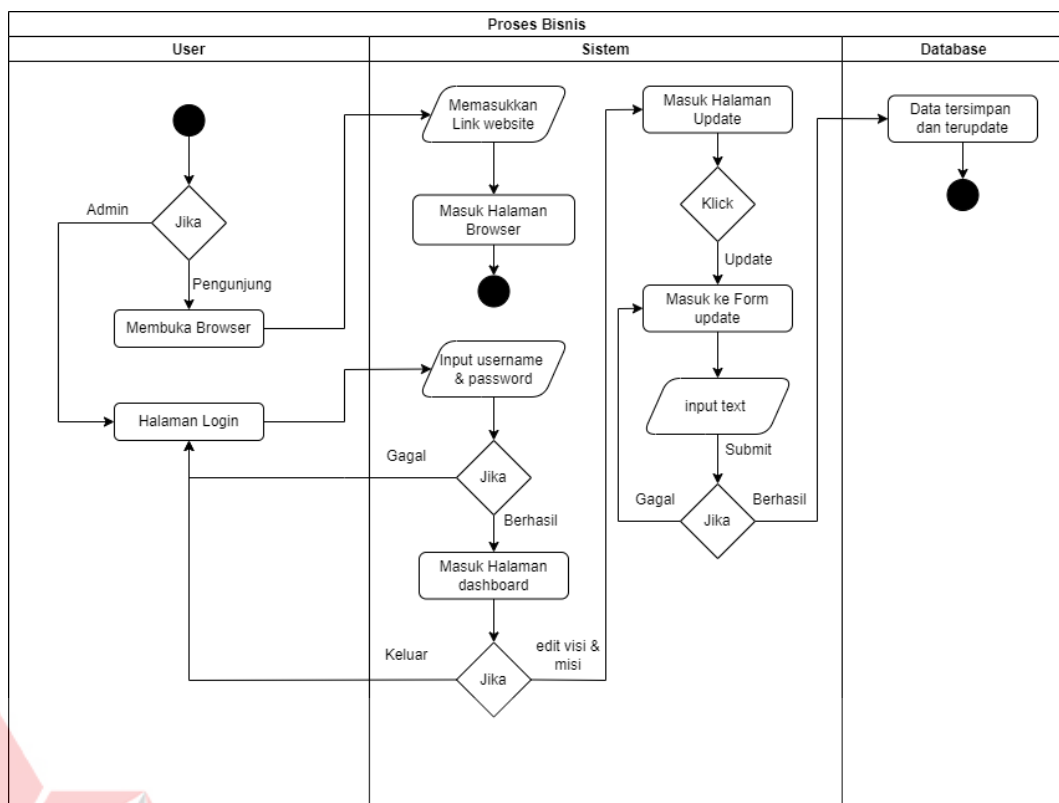 Proses Bisnis
User
Sistem
Database
Jika
Admin
Pengunjung
Membuka Browser
Halaman Login
Memasukkan
Link website
Masuk Halaman
Browser
Input username
& password
Jika
Gagal
Berhasil
Masuk Halaman
dashboard
Jika
Keluar
edit visi &
misi
Masuk Halaman
Update
Klick
Update
Masuk ke Form
update
input text
Submit
Jika
Gagal
Berhasil
Data tersimpan
dan terupdate